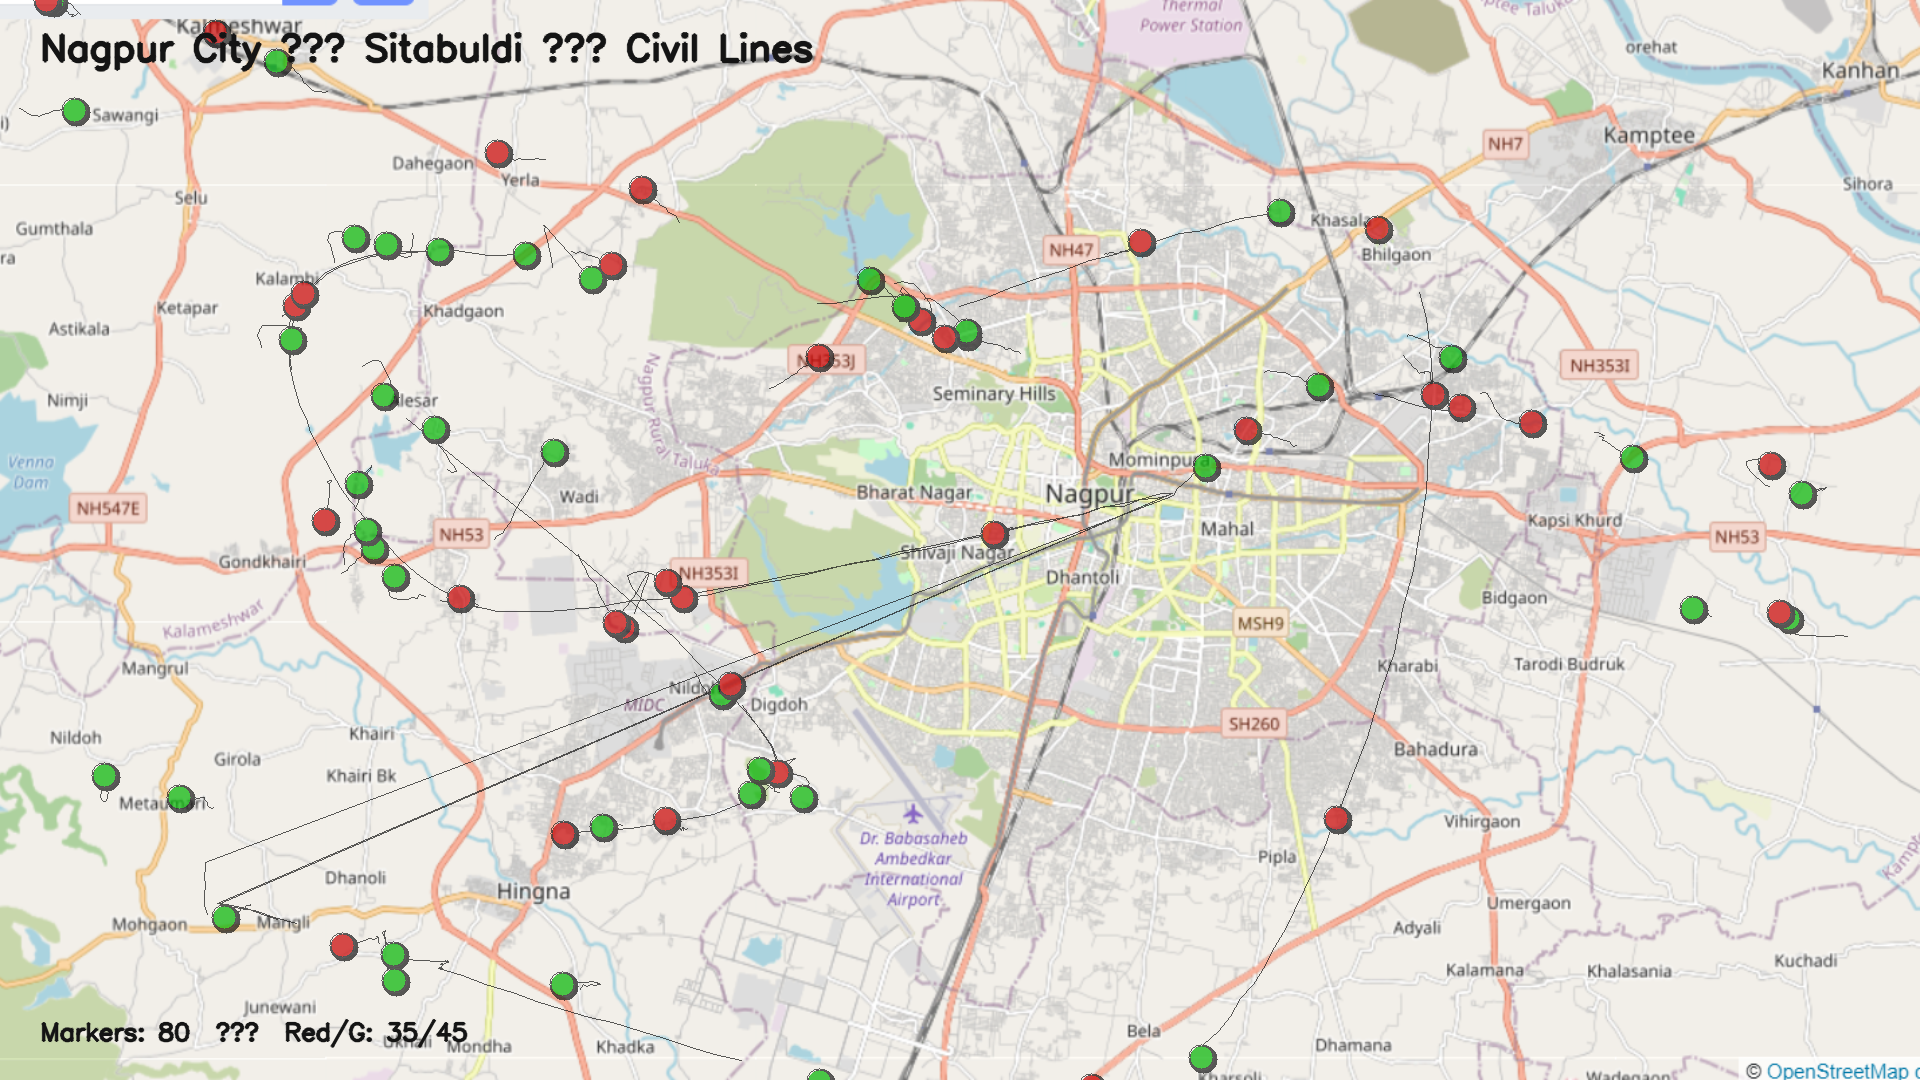 Thermal
Power Station
orehat
Kanhan
Nagpur City ??? Sitabuldi ??? Civil Lines
Sawangi
NH7
Kamptee
Dahegaon
Yerla
Sihora
Selu
Gumthala
ra
Khasala
Bhilgaon
NH47
Kalambi
Ketapar
Khadgaon
Astikala
NH353J
NH353I
Seminary Hills
Nimji
Nagpur Rural Taluka
Mominpura
Venna
Dam
Bharat Nagar
Nagpur
Wadi
NH547E
Kapsi Khurd
Mahal
NH53
NH53
Gondkhairi
Shivaji Nagar
NH353I
Dhantoli
Bidgaon
Kalameshwar
MSH9
Mangrul
Kharabi
Tarodi Budruk
MIDC
Digdoh
SH260
Nildoh
Khairi
Bahadura
Girola
Khairi Bk
Metaumari
Vihirgaon
Dr. Babasaheb
Ambedkar
International
Airport
Pipla
Dhanoli
Hingna
Umergaon
Mohgaon
Mangli
Adyali
Kuchadi
Kalamana
Khalasania
Junewani
Markers: 80 ??? Red/G: 35/45
Bela
Mondha
Khadka
Dhamana
Kharsoli
Wadegaon
© OpenStreetMap c